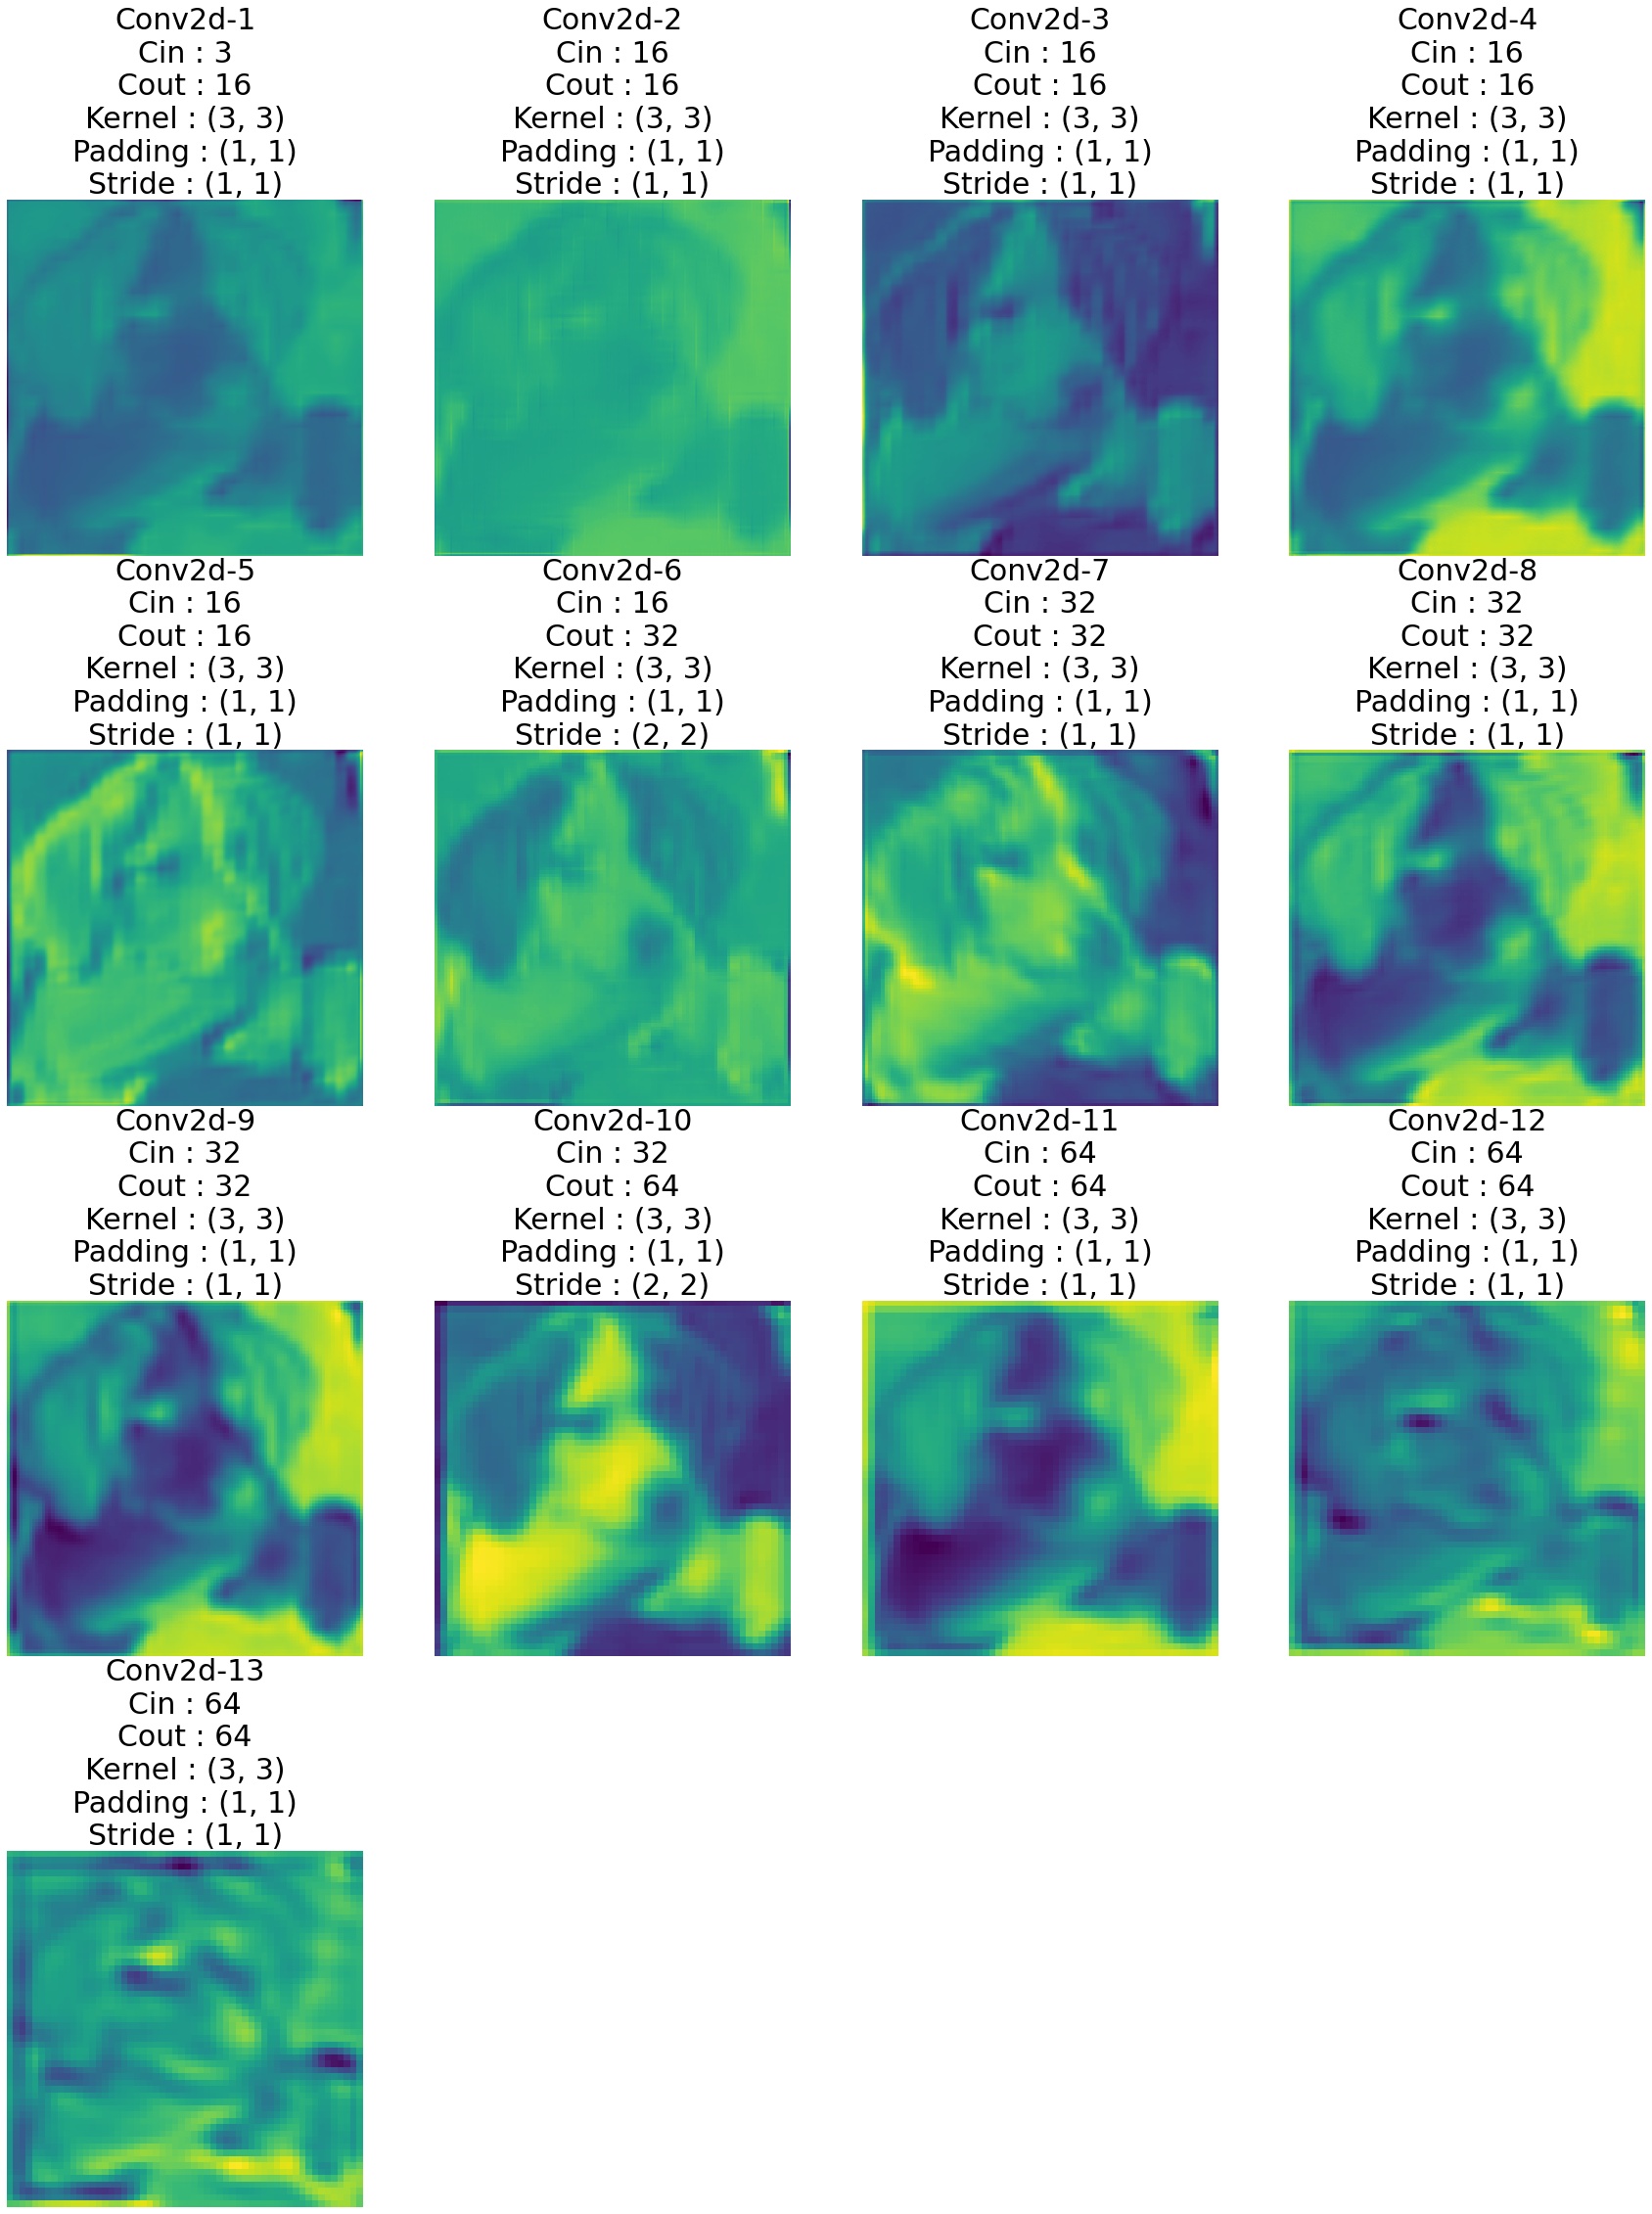 Conv2d-1
Cin : 3
Cout : 16
Kernel : (3, 3)
Padding : (1, 1)
Stride : (1, 1)
Conv2d-2
Cin : 16
Cout : 16
Kernel : (3, 3)
Padding : (1, 1)
Stride : (1, 1)
Conv2d-3
Cin : 16
Cout : 16
Kernel : (3, 3)
Padding : (1, 1)
Stride : (1, 1)
Conv2d-4
Cin : 16
Cout : 16
Kernel : (3, 3)
Padding : (1, 1)
Stride : (1, 1)
Conv2d-5
Cin : 16
Cout : 16
Kernel : (3, 3)
Padding : (1, 1)
Stride : (1, 1)
Conv2d-6
Cin : 16
Cout : 32
Kernel : (3, 3)
Padding : (1, 1)
Stride : (2, 2)
Conv2d-7
Cin : 32
Cout : 32
Kernel : (3, 3)
Padding : (1, 1)
Stride : (1, 1)
Conv2d-8
Cin : 32
Cout : 32
Kernel : (3, 3)
Padding : (1, 1)
Stride : (1, 1)
Conv2d-9
Cin : 32
Cout : 32
Kernel : (3, 3)
Padding : (1, 1)
Stride : (1, 1)
Conv2d-10
Cin : 32
Cout : 64
Kernel : (3, 3)
Padding : (1, 1)
Stride : (2, 2)
Conv2d-11
Cin : 64
Cout : 64
Kernel : (3, 3)
Padding : (1, 1)
Stride : (1, 1)
Conv2d-12
Cin : 64
Cout : 64
Kernel : (3, 3)
Padding : (1, 1)
Stride : (1, 1)
Conv2d-13
Cin : 64
Cout : 64
Kernel : (3, 3)
Padding : (1, 1)
Stride : (1, 1)